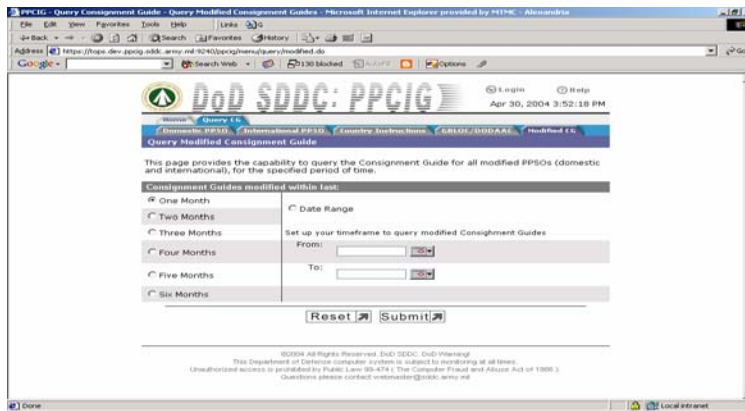 PPCIG - Query Consignment Guide - Query Modified Consignment Guides - Microsoft Internet Explorer provided by MTMC - Alexandria
File Edit View Favorites Tools Help Links
Back Search Favorites History
Address https://tops.dev.ppcig.sddc.army.mil:9240/ppcig/menu/query/modified.do Go
Google Search Web 130 blocked AutoFill Options
DoD SDDC: PPCIG
Login Help
Apr 30, 2004 3:52:18 PM
Home Query CG
Domestic PPSO International PPSO Country Instructions GBLOC/DODAAC Modified CG
Query Modified Consignment Guide
This page provides the capability to query the Consignment Guide for all modified PPSOs (domestic
and international), for the specified period of time.
Consignment Guides modified within last:
One Month
Date Range
Two Months
Three Months
Set up your timeframe to query modified Consighment Guides
From:
Four Months
To:
Five Months
Six Months
Reset Submit
©2004 All Rights Reserved. DoD SDDC. DoD Warning!
This Department of Defense computer system is subject to monitoring at all times.
Unauthorized access is prohibited by Public Law 99-474 ( The Computer Fraud and Abuse Act of 1986 ).
Questions please contact webmaster@sddc.army.mil
Done Local intranet